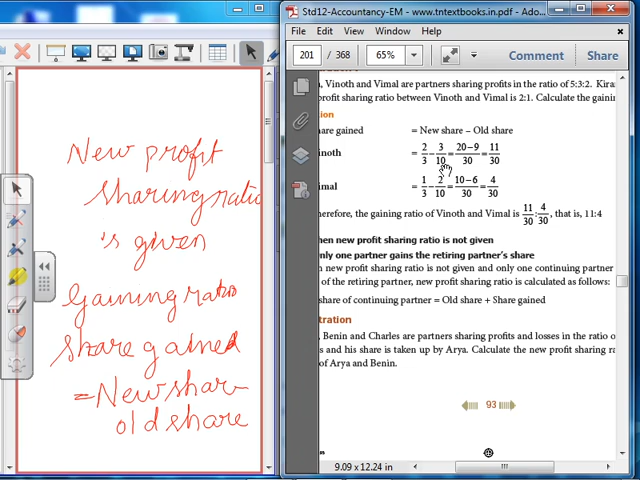 New profit
sharing ratio
is given
Gaining ratio
share gained
= New share -
old share
Std12-Accountancy-EM - www.tntextbooks.in.pdf - Ado...
File Edit View Window Help
201 / 368 65% Comment Share
, Vinoth and Vimal are partners sharing profits in the ratio of 5:3:2. Kira
profit sharing ratio between Vinoth and Vimal is 2:1. Calculate the gaini
tion
hare gained = New share – Old share
inoth = 2/3 – 3/10 = 20–9/30 = 11/30
imal = 1/3 – 2/10 = 10–6/30 = 4/30
herefore, the gaining ratio of Vinoth and Vimal is 11/30 : 4/30, that is, 11:4
hen new profit sharing ratio is not given
Only one partner gains the retiring partner's share
n new profit sharing ratio is not given and only one continuing partner
of the retiring partner, new profit sharing ratio is calculated as follows:
share of continuing partner = Old share + Share gained
stration
, Benin and Charles are partners sharing profits and losses in the ratio o
s and his share is taken up by Arya. Calculate the new profit sharing ra
of Arya and Benin.
93
9.09 x 12.24 in